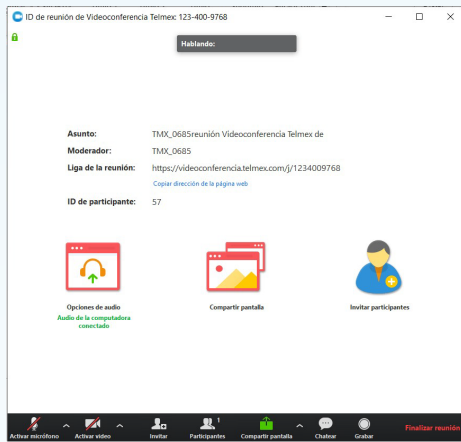 ID de reunión de Videoconferencia Telmex: 123-400-9768
Hablando:
Asunto: TMX_0685reunión Videoconferencia Telmex de
Moderador: TMX_0685
Liga de la reunión: https://videoconferencia.telmex.com/j/1234009768
Copiar dirección de la página web
ID de participante: 57
Opciones de audio
Audio de la computadora
conectado
Compartir pantalla
Invitar participantes
Activar micrófono
Activar video
Invitar
Participantes 1
Compartir pantalla
Chatear
Grabar
Finalizar reunión